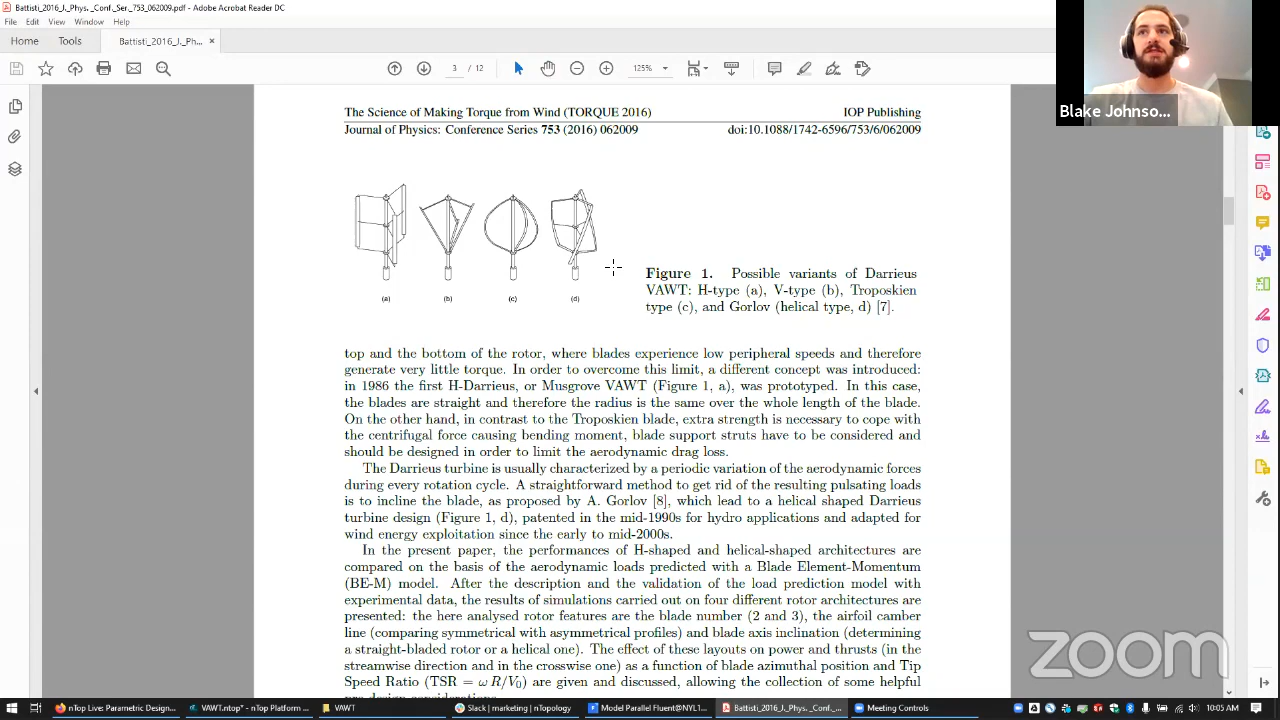 Battisti_2016_J._Phys._Conf._Ser._753_062009.pdf - Adobe Acrobat Reader DC
File Edit View Window Help
Home Tools Battisti_2016_J._Ph... ×
3 / 12 125%
Blake Johnso...
The Science of Making Torque from Wind (TORQUE 2016) IOP Publishing
Journal of Physics: Conference Series 753 (2016) 062009 doi:10.1088/1742-6596/753/6/062009
(a) (b) (c) (d)
Figure 1. Possible variants of Darrieus
VAWT: H-type (a), V-type (b), Troposkien
type (c), and Gorlov (helical type, d) [7].
top and the bottom of the rotor, where blades experience low peripheral speeds and therefore
generate very little torque. In order to overcome this limit, a different concept was introduced:
in 1986 the first H-Darrieus, or Musgrove VAWT (Figure 1, a), was prototyped. In this case,
the blades are straight and therefore the radius is the same over the whole length of the blade.
On the other hand, in contrast to the Troposkien blade, extra strength is necessary to cope with
the centrifugal force causing bending moment, blade support struts have to be considered and
should be designed in order to limit the aerodynamic drag loss.
The Darrieus turbine is usually characterized by a periodic variation of the aerodynamic forces
during every rotation cycle. A straightforward method to get rid of the resulting pulsating loads
is to incline the blade, as proposed by A. Gorlov [8], which lead to a helical shaped Darrieus
turbine design (Figure 1, d), patented in the mid-1990s for hydro applications and adapted for
wind energy exploitation since the early to mid-2000s.
In the present paper, the performances of H-shaped and helical-shaped architectures are
compared on the basis of the aerodynamic loads predicted with a Blade Element-Momentum
(BE-M) model. After the description and the validation of the load prediction model with
experimental data, the results of simulations carried out on four different rotor architectures are
presented: the here analysed rotor features are the blade number (2 and 3), the airfoil camber
line (comparing symmetrical with asymmetrical profiles) and blade axis inclination (determining
a straight-bladed rotor or a helical one). The effect of these layouts on power and thrusts (in the
streamwise direction and in the crosswise one) as a function of blade azimuthal position and Tip
Speed Ratio (TSR = ω R/V0) are given and discussed, allowing the collection of some helpful
zoom
nTop Live: Parametric Design... VAWT.ntop* - nTop Platform ... VAWT Slack | marketing | nTopology Model Parallel Fluent@NYL1... Battisti_2016_J._Phys._Conf.... Meeting Controls 10:05 AM